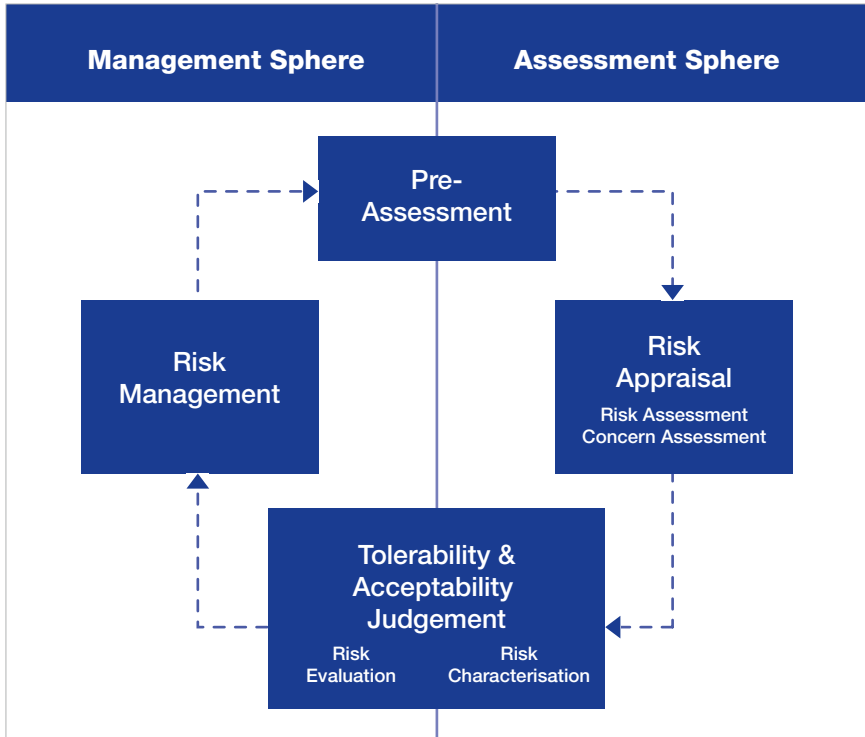 Management Sphere
Assessment Sphere
Pre-
Assessment
Risk
Management
Risk
Appraisal
Risk Assessment
Concern Assessment
Tolerability &
Acceptability
Judgement
Risk
Evaluation
Risk
Characterisation